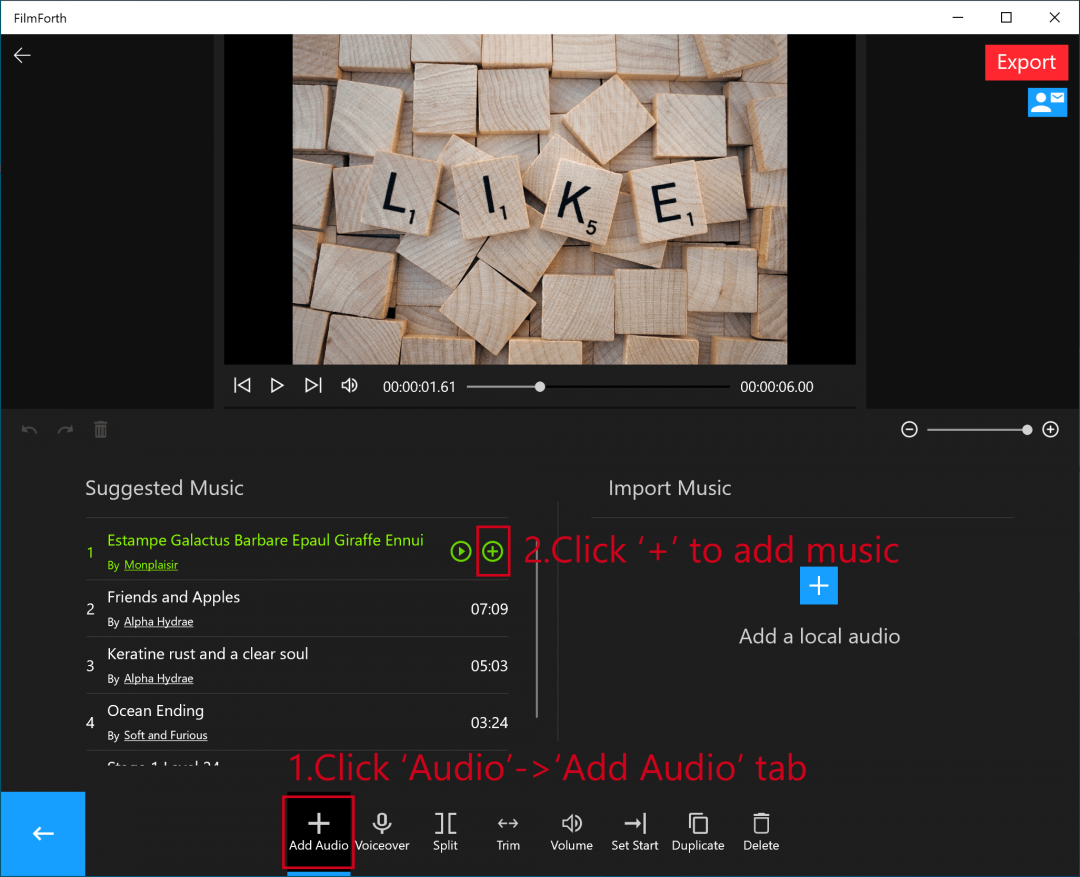 FilmForth
Export
L1 I1 K5 E1
00:00:01.61
00:00:06.00
Suggested Music
Import Music
1 Estampe Galactus Barbare Epaul Giraffe Ennui
By Monplaisir
2.Click ‘+’ to add music
2 Friends and Apples 07:09
By Alpha Hydrae
Add a local audio
3 Keratine rust and a clear soul 05:03
By Alpha Hydrae
4 Ocean Ending 03:24
By Soft and Furious
1.Click ‘Audio’->‘Add Audio’ tab
Add Audio Voiceover Split Trim Volume Set Start Duplicate Delete